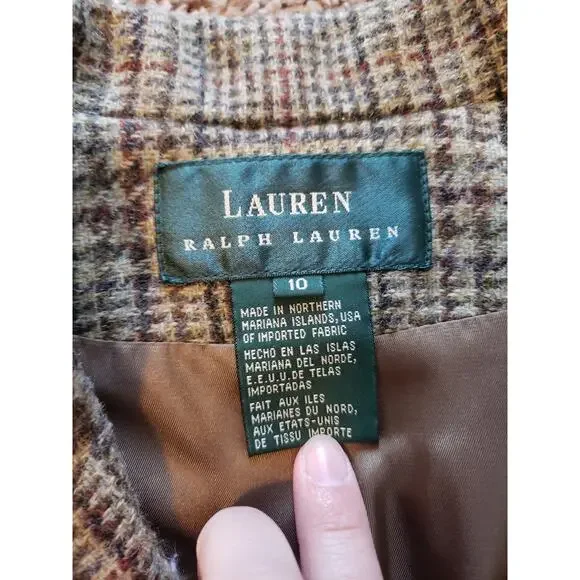 LAUREN
RALPH LAUREN
10
MADE IN NORTHERN
MARIANA ISLANDS, USA
OF IMPORTED FABRIC
HECHO EN LAS ISLAS
MARIANA DEL NORDE,
E.E.U.U. DE TELAS
IMPORTADAS
FAIT AUX ILES
MARIANES DU NORD,
AUX ETATS-UNIS
DE TISSU IMPORTE